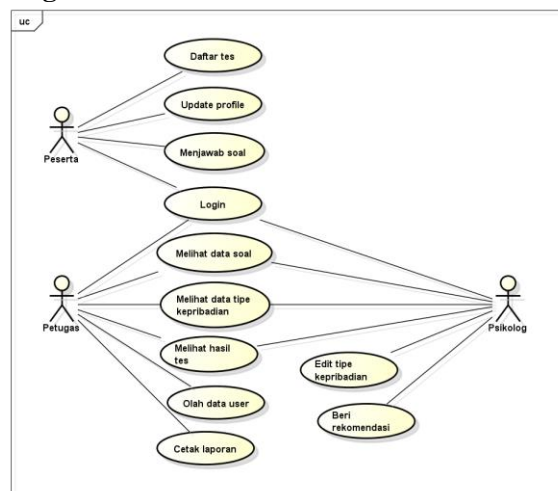 uc
Daftar tes
Update profile
Menjawab soal
Peserta
Login
Melihat data soal
Melihat data tipe
kepribadian
Petugas
Psikolog
Melihat hasil
tes
Edit tipe
kepribadian
Olah data user
Beri
rekomendasi
Cetak laporan